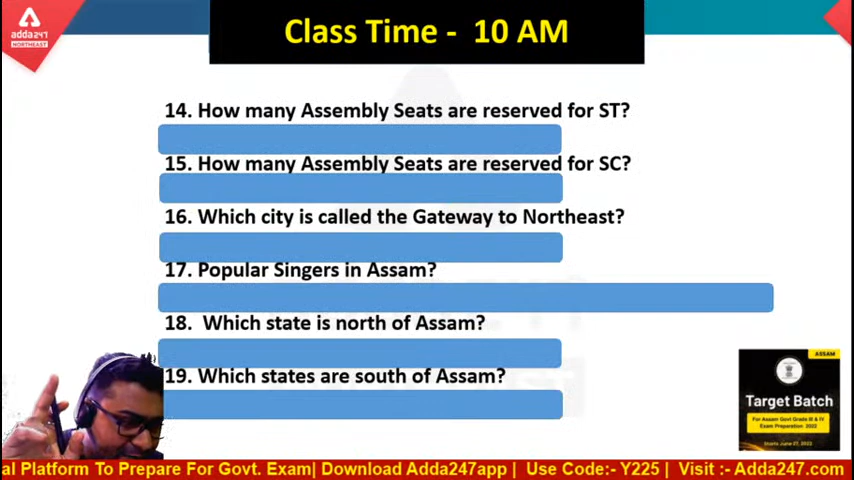 adda247
NORTHEAST
Class Time - 10 AM
14. How many Assembly Seats are reserved for ST?
15. How many Assembly Seats are reserved for SC?
16. Which city is called the Gateway to Northeast?
17. Popular Singers in Assam?
18. Which state is north of Assam?
19. Which states are south of Assam?
ASSAM
Target Batch
For Assam Govt Grade III & IV
Exam Preparation 2022
Starts June 27, 2022
al Platform To Prepare For Govt. Exam| Download Adda247app | Use Code:- Y225 | Visit :- Adda247.com